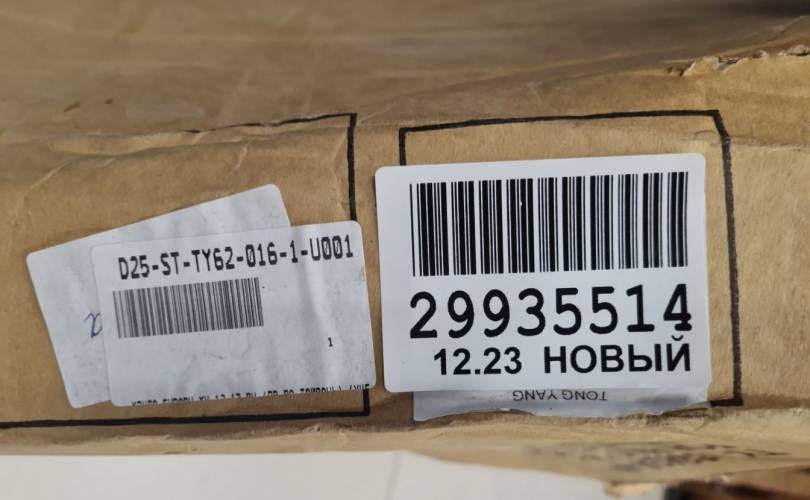 D25-ST-TY62-016-1-U001
1
29935514
12.23 НОВЫЙ
TONG YANG